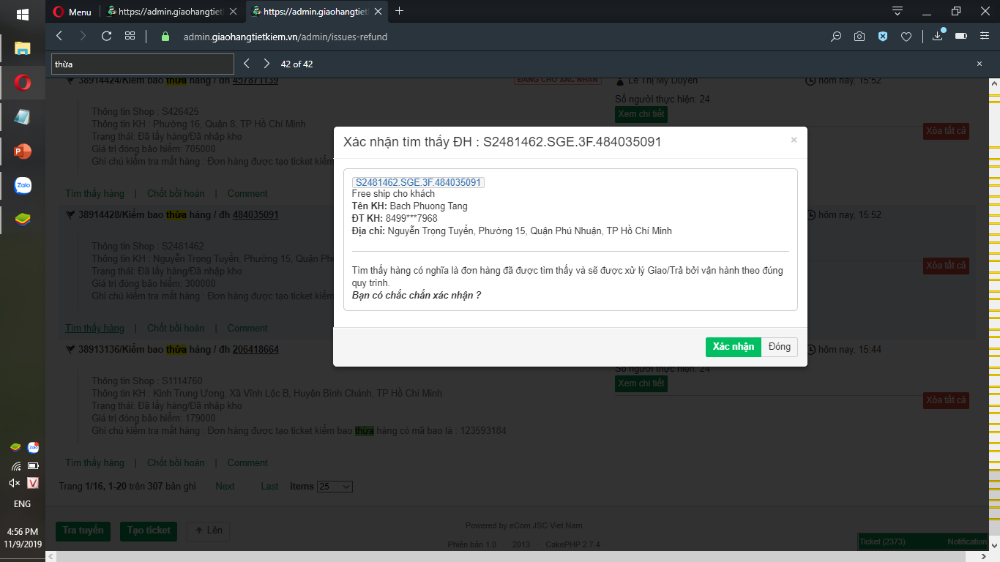 Menu
https://admin.giaohangtietl
https://admin.giaohangtietl
admin.giaohangtietkiem.vn/admin/issues-refund
thừa
42 of 42
38914424/Kiểm bao thừa hàng / đh 457871139
ĐANG CHỜ XÁC NHẬN
Lê Thị Mỹ Duyên
hôm nay, 15:52
Số người thực hiện: 24
Xem chi tiết
Xóa tất cả
Thông tin Shop : S426425
Thông tin KH : Phường 16, Quận 8, TP Hồ Chí Minh
Trạng thái: Đã lấy hàng/Đã nhập kho
Giá trị đóng bảo hiểm: 705000
Ghi chú kiểm tra mất hàng : Đơn hàng được tạo ticket kiểm
Tìm thấy hàng | Chốt bồi hoàn | Comment
38914428/Kiểm bao thừa hàng / đh 484035091
hôm nay, 15:52
Xóa tất cả
Thông tin Shop : S2481462
Thông tin KH : Nguyễn Trọng Tuyển, Phường 15, Quận Ph
Trạng thái: Đã lấy hàng/Đã nhập kho
Giá trị đóng bảo hiểm: 300000
Ghi chú kiểm tra mất hàng : Đơn hàng được tạo ticket kiểm
Tìm thấy hàng | Chốt bồi hoàn | Comment
Xác nhận tìm thấy ĐH : S2481462.SGE.3F.484035091
×
S2481462.SGE.3F.484035091
Free ship cho khách
Tên KH: Bach Phuong Tang
ĐT KH: 8499***7968
Địa chỉ: Nguyễn Trọng Tuyển, Phường 15, Quận Phú Nhuận, TP Hồ Chí Minh
Tìm thấy hàng có nghĩa là đơn hàng đã được tìm thấy và sẽ được xử lý Giao/Trả bởi vận hành theo đúng
quy trình.
Bạn có chắc chắn xác nhận ?
Xác nhận
Đóng
38913136/Kiểm bao thừa hàng / đh 206418664
hôm nay, 15:44
Số người thực hiện: 24
Xem chi tiết
Xóa tất cả
Thông tin Shop : S1114760
Thông tin KH : Kinh Trung Ương, Xã Vĩnh Lộc B, Huyện Bình Chánh, TP Hồ Chí Minh
Trạng thái: Đã lấy hàng/Đã nhập kho
Giá trị đóng bảo hiểm: 179000
Ghi chú kiểm tra mất hàng : Đơn hàng được tạo ticket kiểm bao thừa hàng có mã bao là : 123593184
Tìm thấy hàng | Chốt bồi hoàn | Comment
Trang 1/16, 1-20 trên 307 bản ghi Next Last items 25
Tra tuyến
Tạo ticket
Lên
Powered by eCom JSC Viet Nam
Phiên bản 1.0 · 2013 · CakePHP 2.7.4
Ticket (2373)
Notification
Zalo
Zalo
V
ENG
4:56 PM
11/9/2019